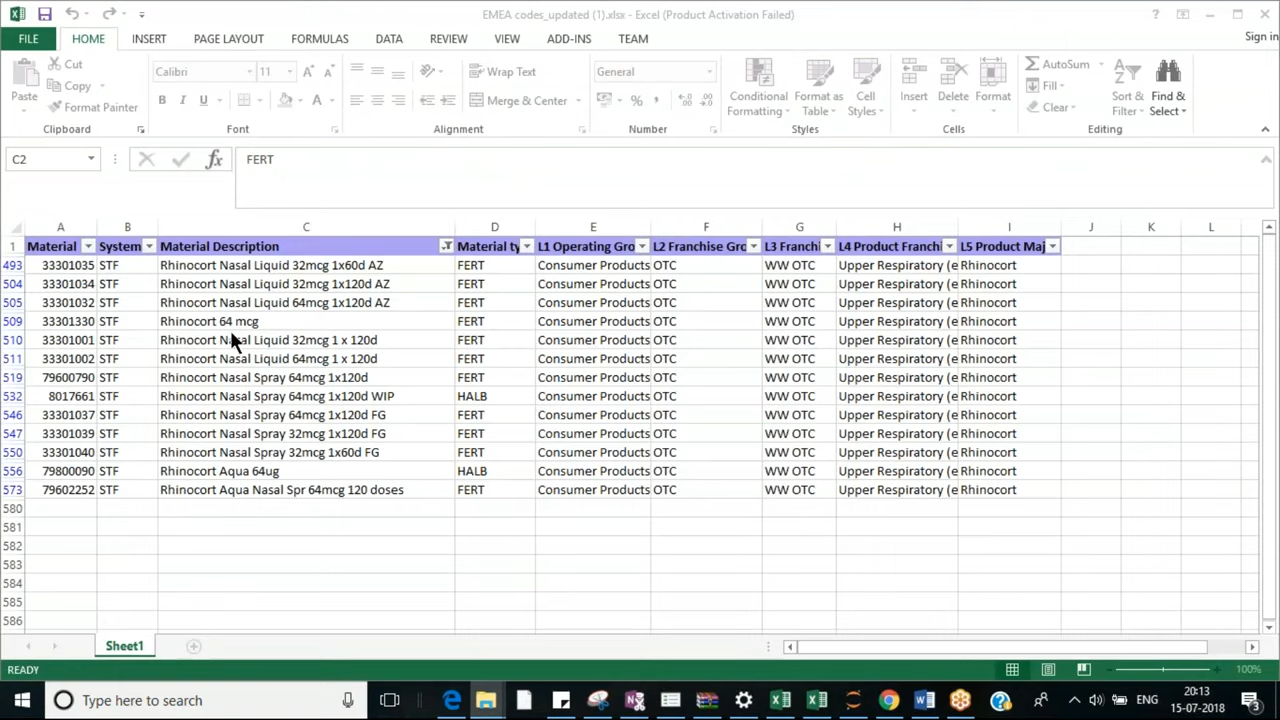 EMEA codes_updated (1).xlsx - Excel (Product Activation Failed)
FILE HOME INSERT PAGE LAYOUT FORMULAS DATA REVIEW VIEW ADD-INS TEAM Sign in
Paste Cut Copy Format Painter Clipboard
Calibri 11 B I U A Font
Wrap Text Merge & Center Alignment
General % , Number
Conditional Formatting Format as Table Cell Styles Styles
Insert Delete Format Cells
AutoSum Fill Clear Sort & Filter Find & Select Editing
C2 fx FERT
A B C D E F G H I J K L
1 Material System Material Description Material ty L1 Operating Gro L2 Franchise Gro L3 Franchi L4 Product Franchi L5 Product Maj
493 33301035 STF Rhinocort Nasal Liquid 32mcg 1x60d AZ FERT Consumer Products OTC WW OTC Upper Respiratory (e Rhinocort
504 33301034 STF Rhinocort Nasal Liquid 32mcg 1x120d AZ FERT Consumer Products OTC WW OTC Upper Respiratory (e Rhinocort
505 33301032 STF Rhinocort Nasal Liquid 64mcg 1x120d AZ FERT Consumer Products OTC WW OTC Upper Respiratory (e Rhinocort
509 33301330 STF Rhinocort 64 mcg FERT Consumer Products OTC WW OTC Upper Respiratory (e Rhinocort
510 33301001 STF Rhinocort Nasal Liquid 32mcg 1 x 120d FERT Consumer Products OTC WW OTC Upper Respiratory (e Rhinocort
511 33301002 STF Rhinocort Nasal Liquid 64mcg 1 x 120d FERT Consumer Products OTC WW OTC Upper Respiratory (e Rhinocort
519 79600790 STF Rhinocort Nasal Spray 64mcg 1x120d FERT Consumer Products OTC WW OTC Upper Respiratory (e Rhinocort
532 8017661 STF Rhinocort Nasal Spray 64mcg 1x120d WIP HALB Consumer Products OTC WW OTC Upper Respiratory (e Rhinocort
546 33301037 STF Rhinocort Nasal Spray 64mcg 1x120d FG FERT Consumer Products OTC WW OTC Upper Respiratory (e Rhinocort
547 33301039 STF Rhinocort Nasal Spray 32mcg 1x120d FG FERT Consumer Products OTC WW OTC Upper Respiratory (e Rhinocort
550 33301040 STF Rhinocort Nasal Spray 32mcg 1x60d FG FERT Consumer Products OTC WW OTC Upper Respiratory (e Rhinocort
556 79800090 STF Rhinocort Aqua 64ug HALB Consumer Products OTC WW OTC Upper Respiratory (e Rhinocort
573 79602252 STF Rhinocort Aqua Nasal Spr 64mcg 120 doses FERT Consumer Products OTC WW OTC Upper Respiratory (e Rhinocort
580
581
582
583
584
585
586
Sheet1
READY 100%
Type here to search ENG 20:13
15-07-2018 3